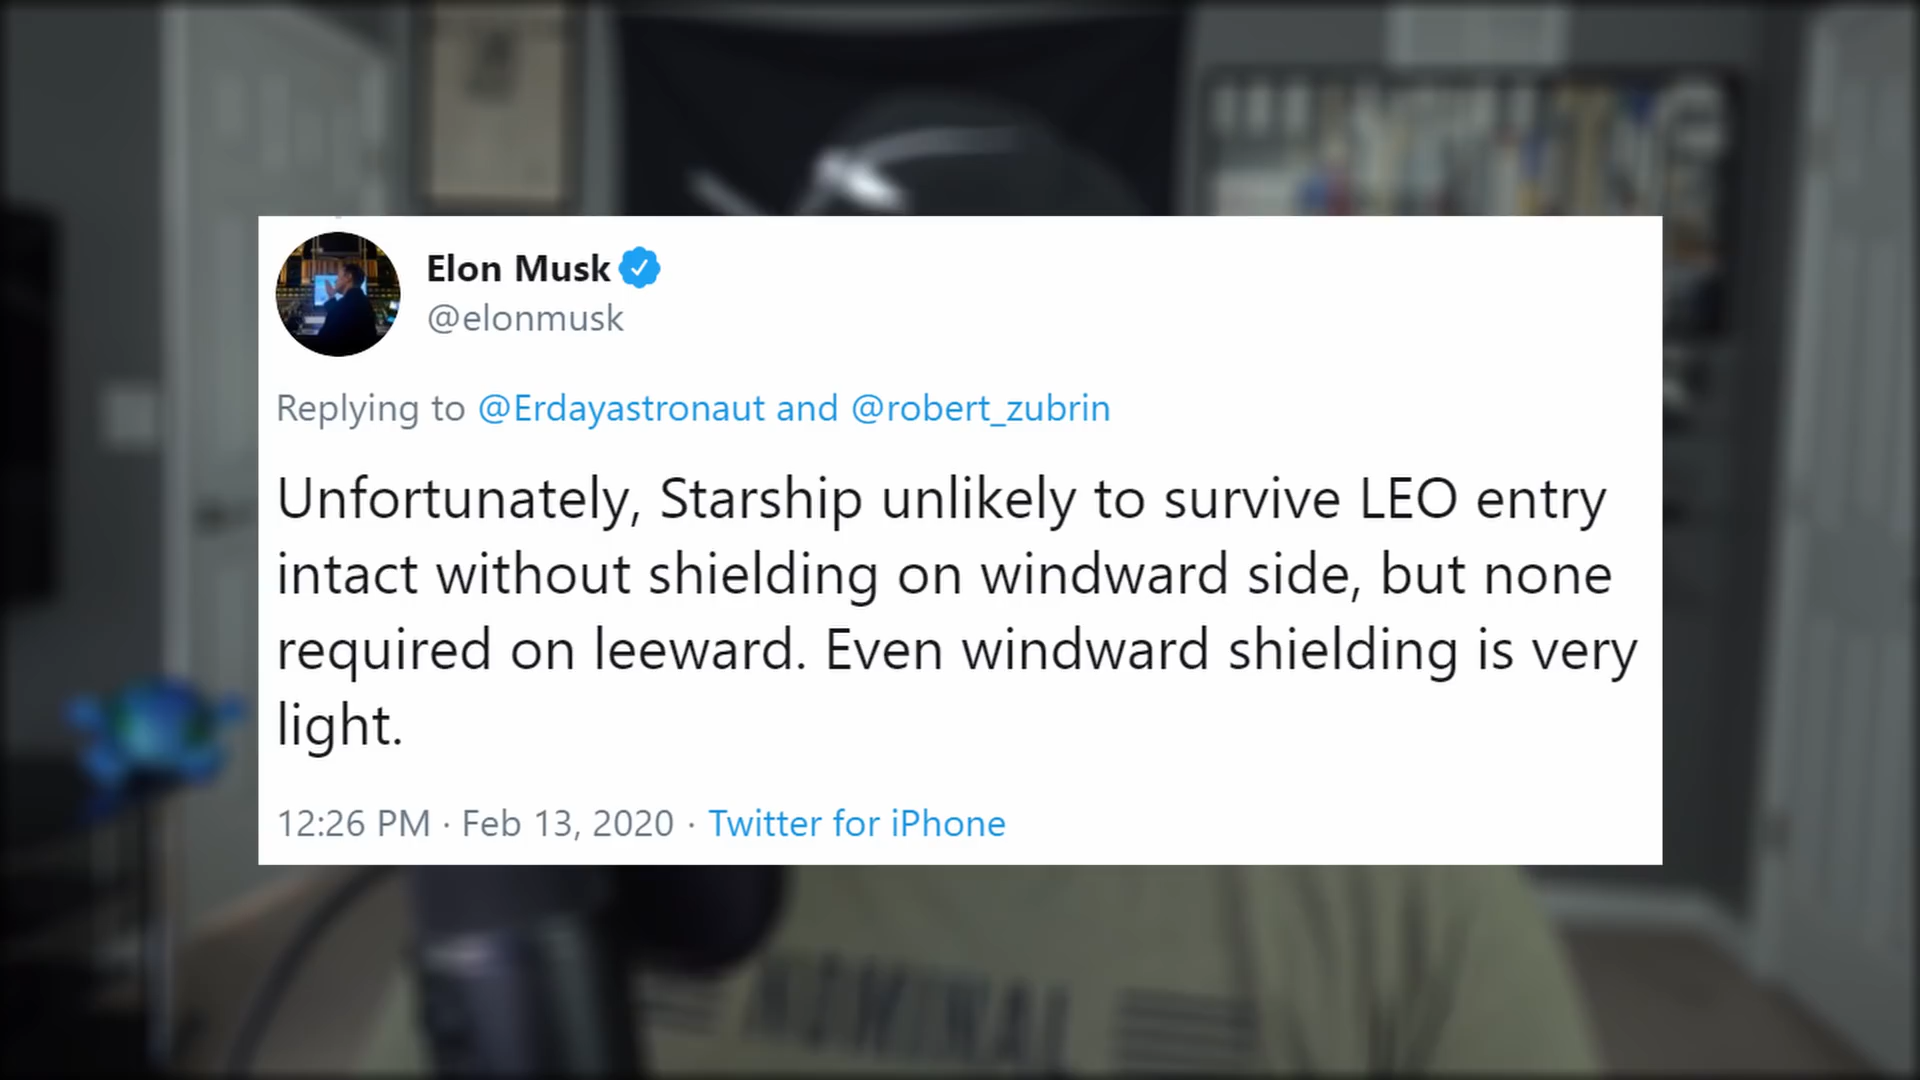 Elon Musk
@elonmusk
Replying to @Erdayastronaut and @robert_zubrin
Unfortunately, Starship unlikely to survive LEO entry
intact without shielding on windward side, but none
required on leeward. Even windward shielding is very
light.
12:26 PM · Feb 13, 2020 · Twitter for iPhone
NOMINAL